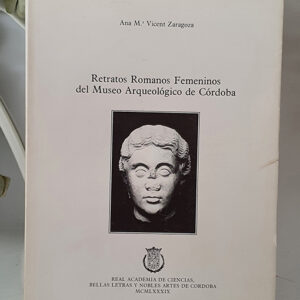 Ana M.ª Vicent Zaragoza
Retratos Romanos Femeninos
del Museo Arqueológico de Córdoba
REAL ACADEMIA DE CIENCIAS,
BELLAS LETRAS Y NOBLES ARTES DE CORDOBA
MCMLXXXIX